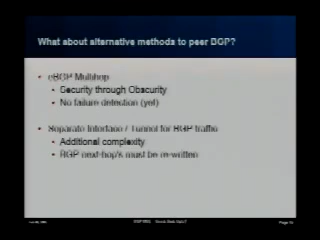 What about alternative methods to peer BGP?
• eBGP Multihop
• Security through Obscurity
• No failure detection (yet)
• Separate Interface / Tunnel for BGP traffic
• Additional complexity
• BGP next-hop's must be re-written